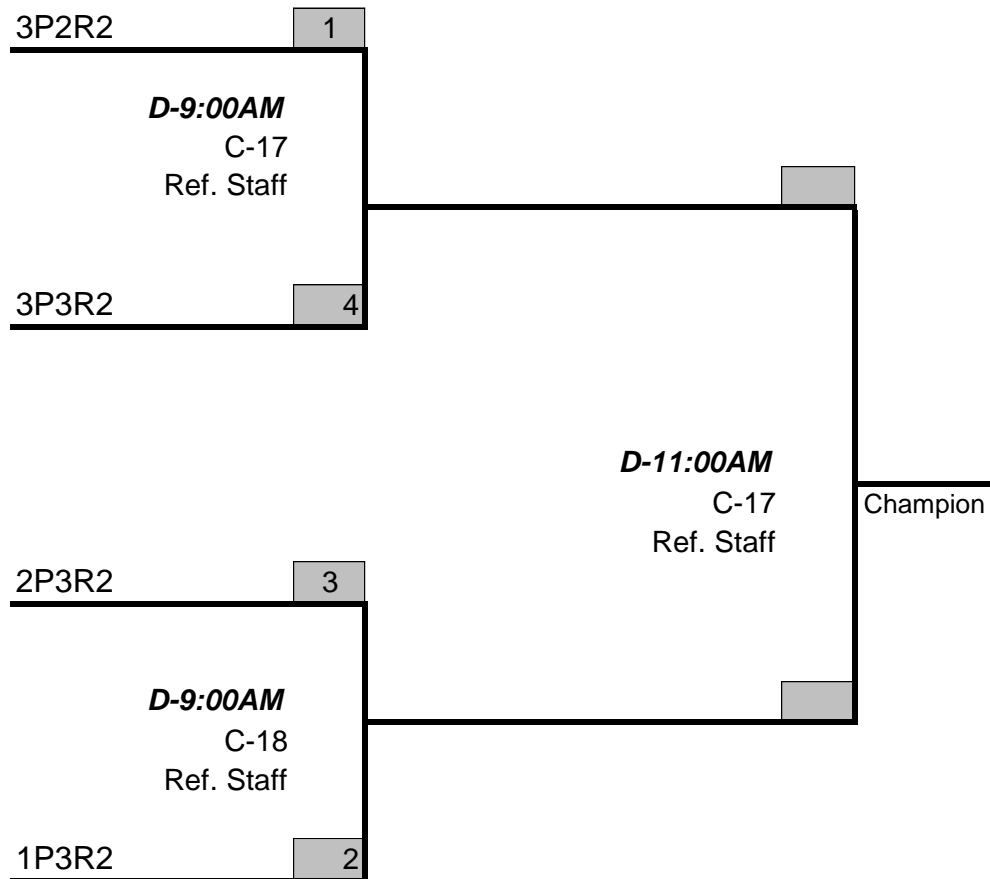 3P2R2 1
D-9:00AM
C-17
Ref. Staff
3P3R2 4
D-11:00AM
C-17
Ref. Staff
Champion
2P3R2 3
D-9:00AM
C-18
Ref. Staff
1P3R2 2